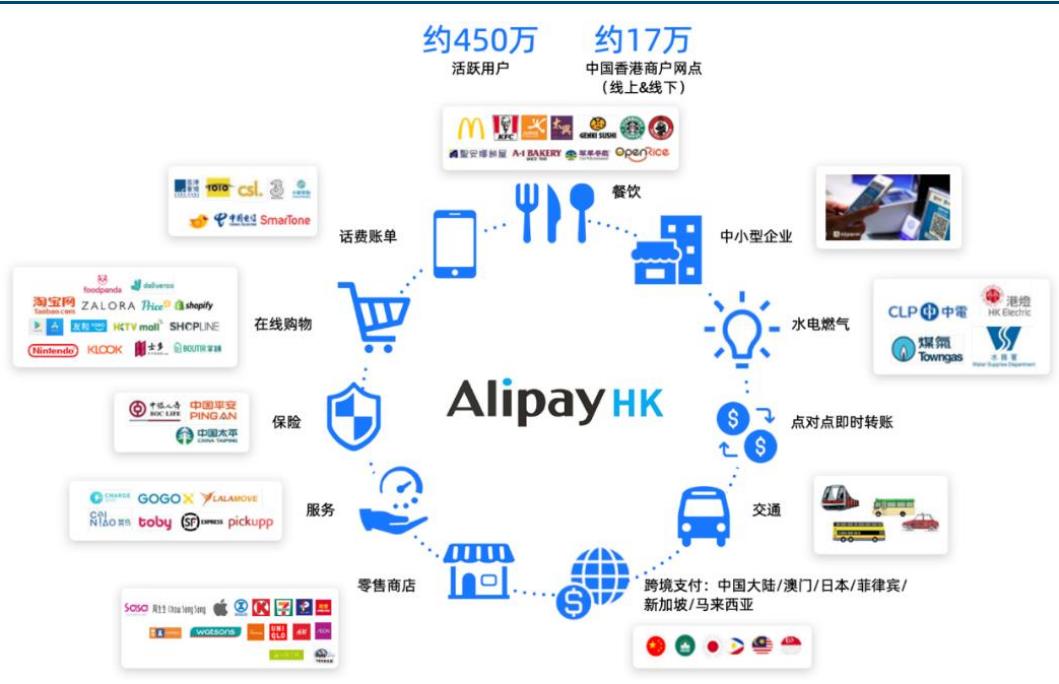 约450万
约17万
活跃用户
中国香港商户网点
（线上&线下）
KFC
GENKI SUSHI
A-1 BAKERY
OpenRice
餐饮
1010
csl.
3
中国电信
SmarTone
话费账单
中小型企业
foodpanda
deliveroo
淘宝网
Taobao.com
ZALORA
Price
shopify
友和
HKTV mall
SHOPLINE
Nintendo
KLOOK
士多
BOUTIR
在线购物
水电燃气
CLP 中電
港燈
HK Electric
煤氣
Towngas
水務署
Water Supplies Department
Alipay HK
中国平安
PING AN
BOC LIFE
中国太平
CHINA TAIPING
保险
点对点即时转账
CHARGE
GOGOX
LALAMOVE
toby
SF EXPRESS
pickupp
服务
交通
零售商店
跨境支付：中国大陆/澳门/日本/菲律宾/
新加坡/马来西亚
sasa
Chow Sang Sang
K
7
watsons
UNI
QLO
AEON